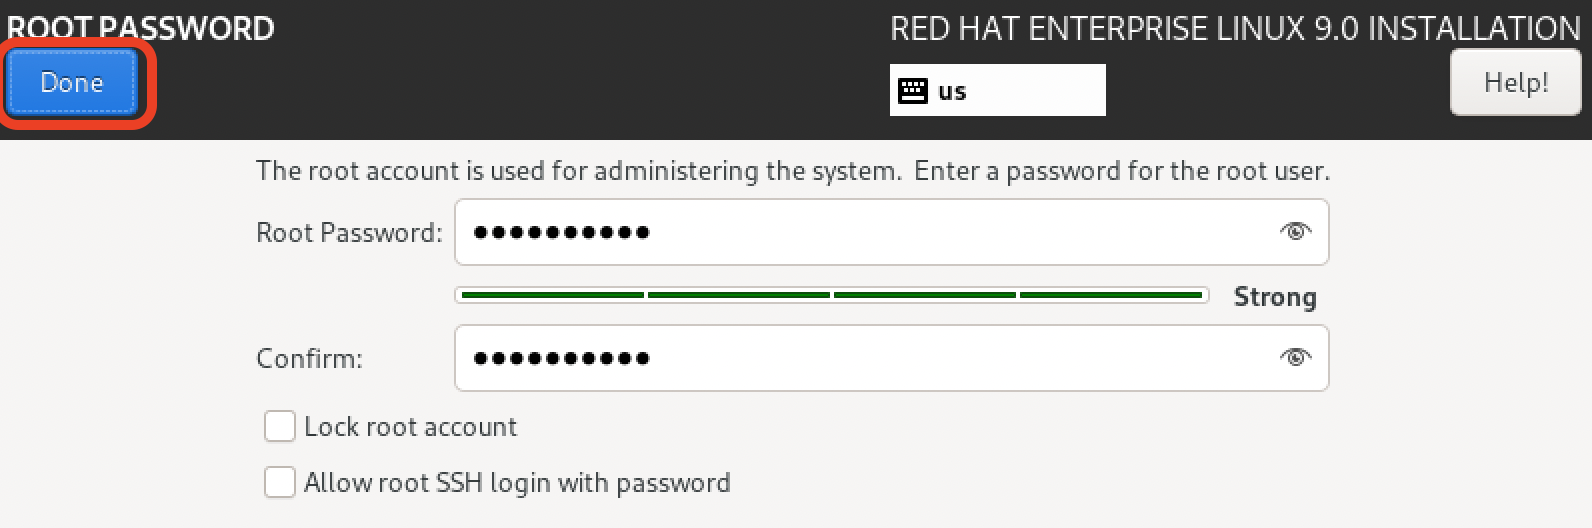 ROOT PASSWORD
RED HAT ENTERPRISE LINUX 9.0 INSTALLATION
Done
us
Help!
The root account is used for administering the system.  Enter a password for the root user.
Root Password: ●●●●●●●●●●
Strong
Confirm: ●●●●●●●●●●
Lock root account
Allow root SSH login with password